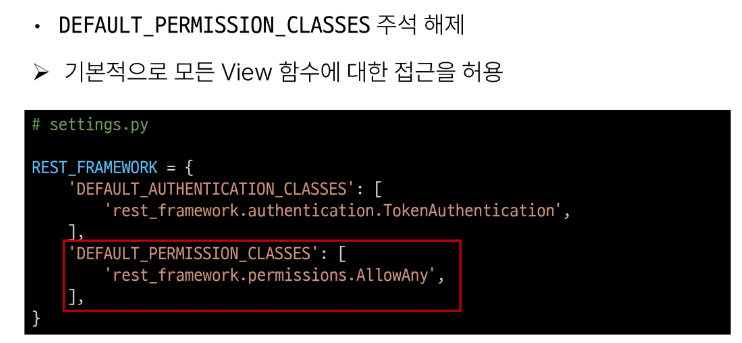 • DEFAULT_PERMISSION_CLASSES 주석 해제
➢ 기본적으로 모든 View 함수에 대한 접근을 허용
# settings.py
REST_FRAMEWORK = {
    'DEFAULT_AUTHENTICATION_CLASSES': [
        'rest_framework.authentication.TokenAuthentication',
    ],
    'DEFAULT_PERMISSION_CLASSES': [
        'rest_framework.permissions.AllowAny',
    ],
}